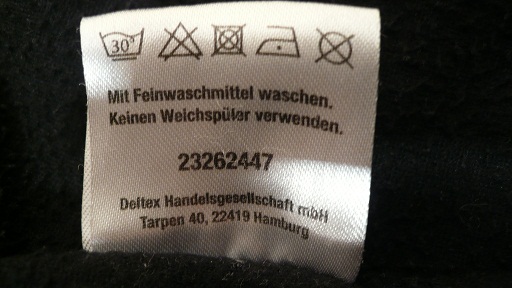 30°
Mit Feinwaschmittel waschen.
Keinen Weichspüler verwenden.
23262447
Deltex Handelsgesellschaft mbH
Tarpen 40, 22419 Hamburg